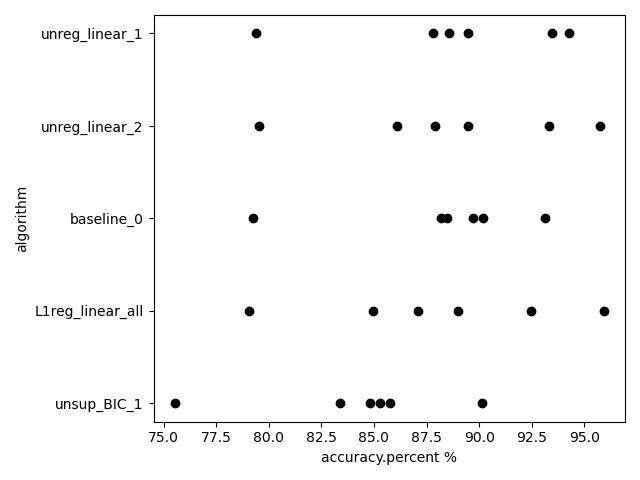 unreg_linear_1
unreg_linear_2
baseline_0
L1reg_linear_all
unsup_BIC_1
algorithm
75.0 77.5 80.0 82.5 85.0 87.5 90.0 92.5 95.0
accuracy.percent %